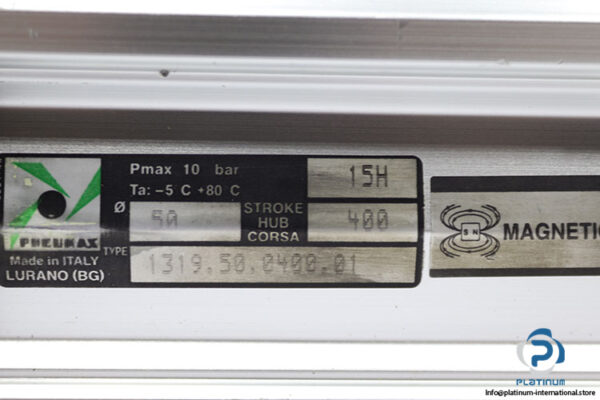 Pmax 10 bar
Ta: -5 C +80 C
15H
Ø 50
STROKE
HUB
CORSA
400
PNEUMAX
Made in ITALY
LURANO (BG)
TYPE
1319.50.0400.01
S N
MAGNETIC
PLATINUM
Info@platinum-international.store